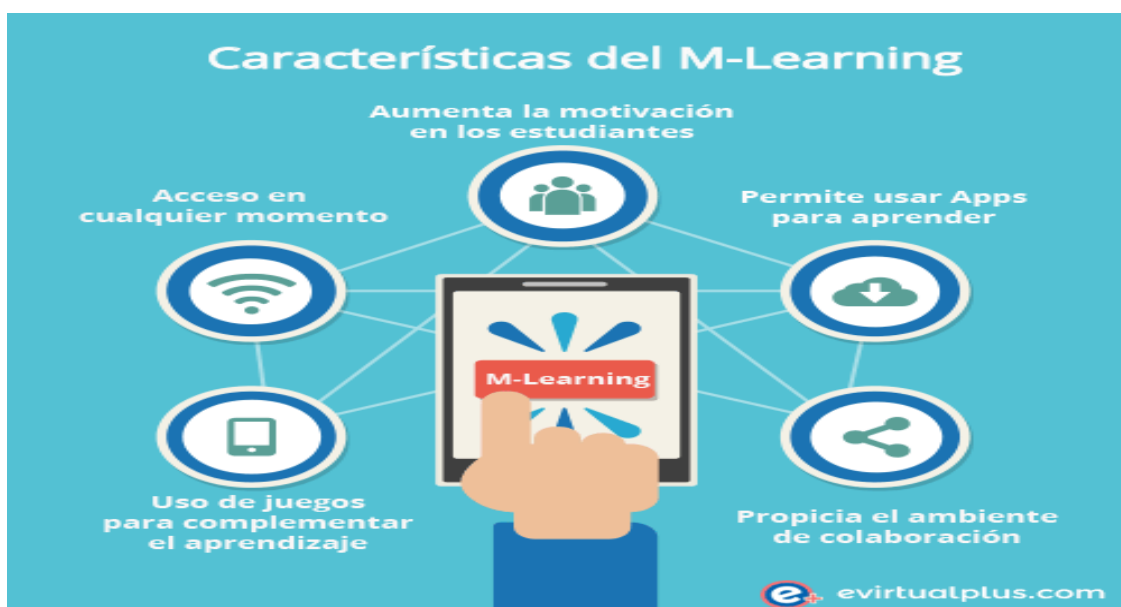 Características del M-Learning
Aumenta la motivación
en los estudiantes
Acceso en
cualquier momento
Permite usar Apps
para aprender
M-Learning
Uso de juegos
para complementar
el aprendizaje
Propicia el ambiente
de colaboración
e+ evirtualplus.com